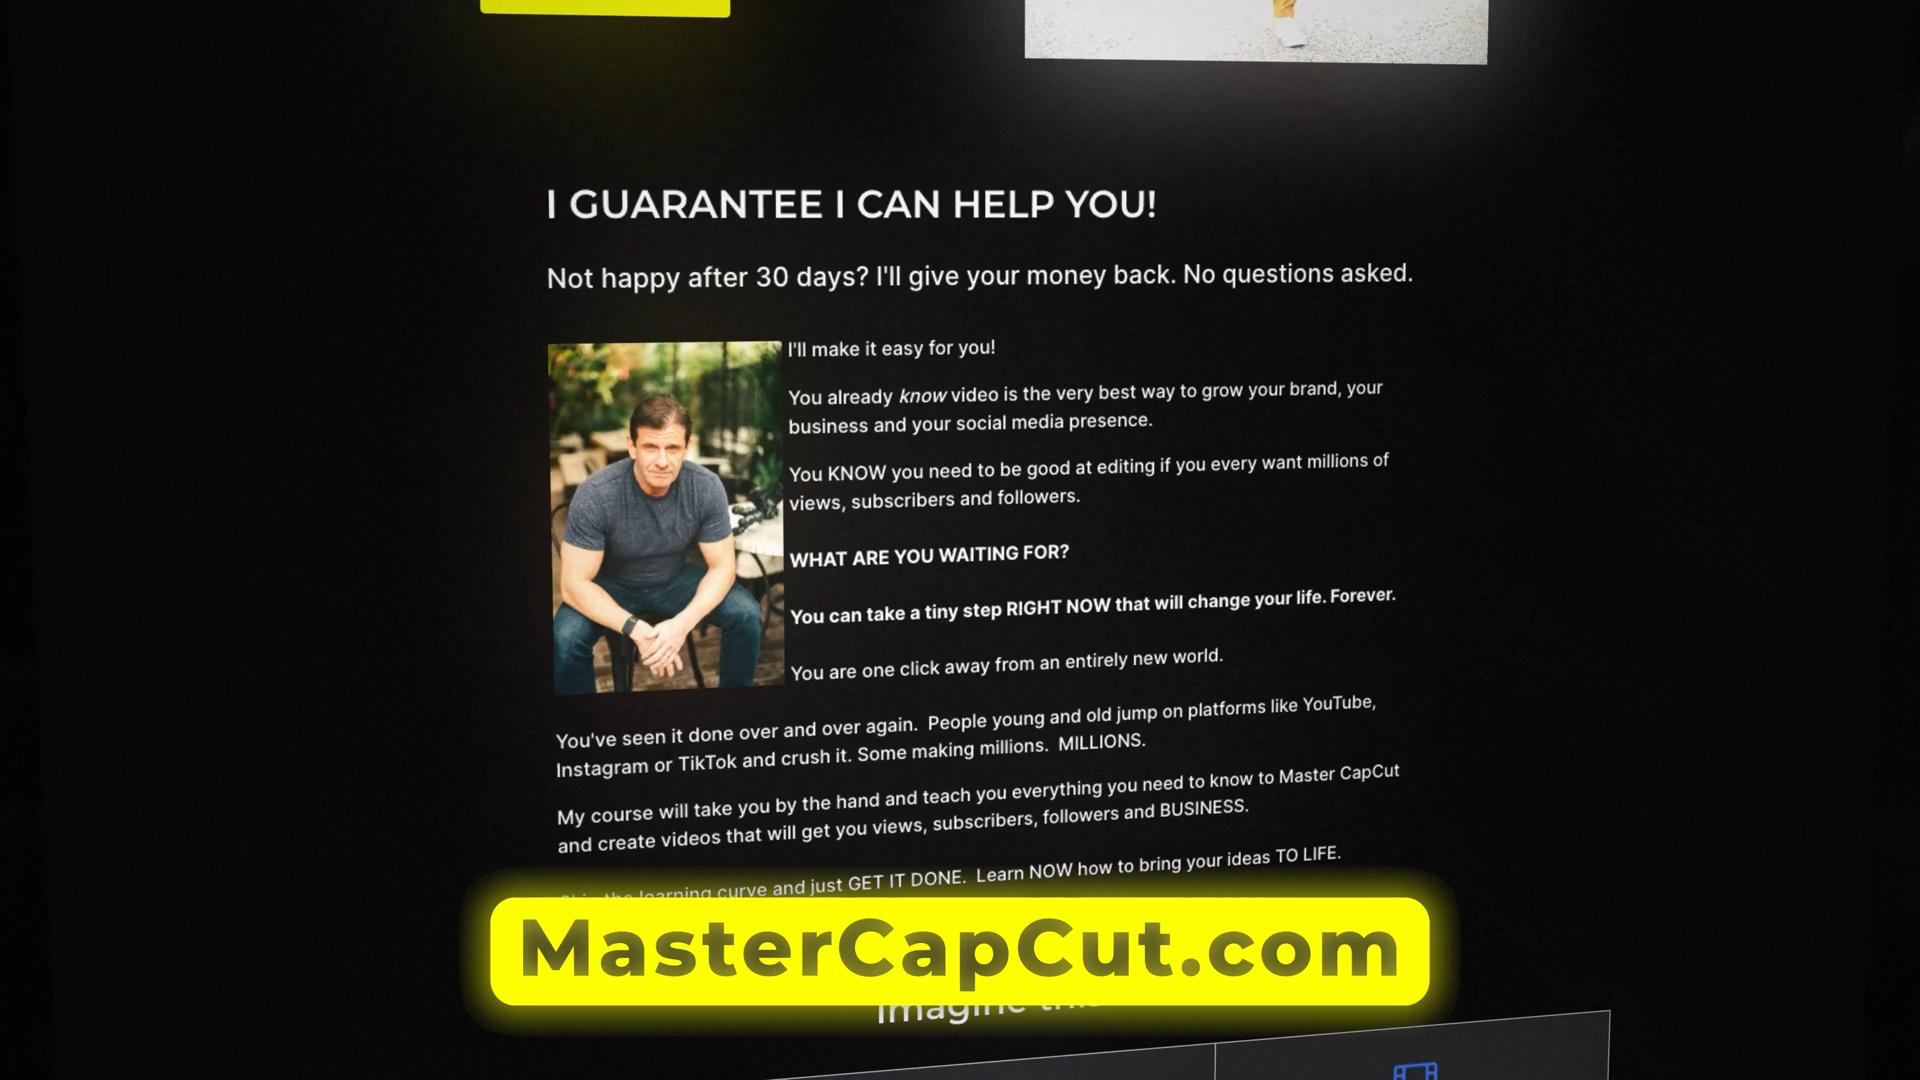 I GUARANTEE I CAN HELP YOU!
Not happy after 30 days? I'll give your money back. No questions asked.
I'll make it easy for you!
You already know video is the very best way to grow your brand, your
business and your social media presence.
You KNOW you need to be good at editing if you every want millions of
views, subscribers and followers.
WHAT ARE YOU WAITING FOR?
You can take a tiny step RIGHT NOW that will change your life. Forever.
You are one click away from an entirely new world.
You've seen it done over and over again. People young and old jump on platforms like YouTube,
Instagram or TikTok and crush it. Some making millions. MILLIONS.
My course will take you by the hand and teach you everything you need to know to Master CapCut
and create videos that will get you views, subscribers, followers and BUSINESS.
the learning curve and just GET IT DONE. Learn NOW how to bring your ideas TO LIFE.
MasterCapCut.com
Imagine